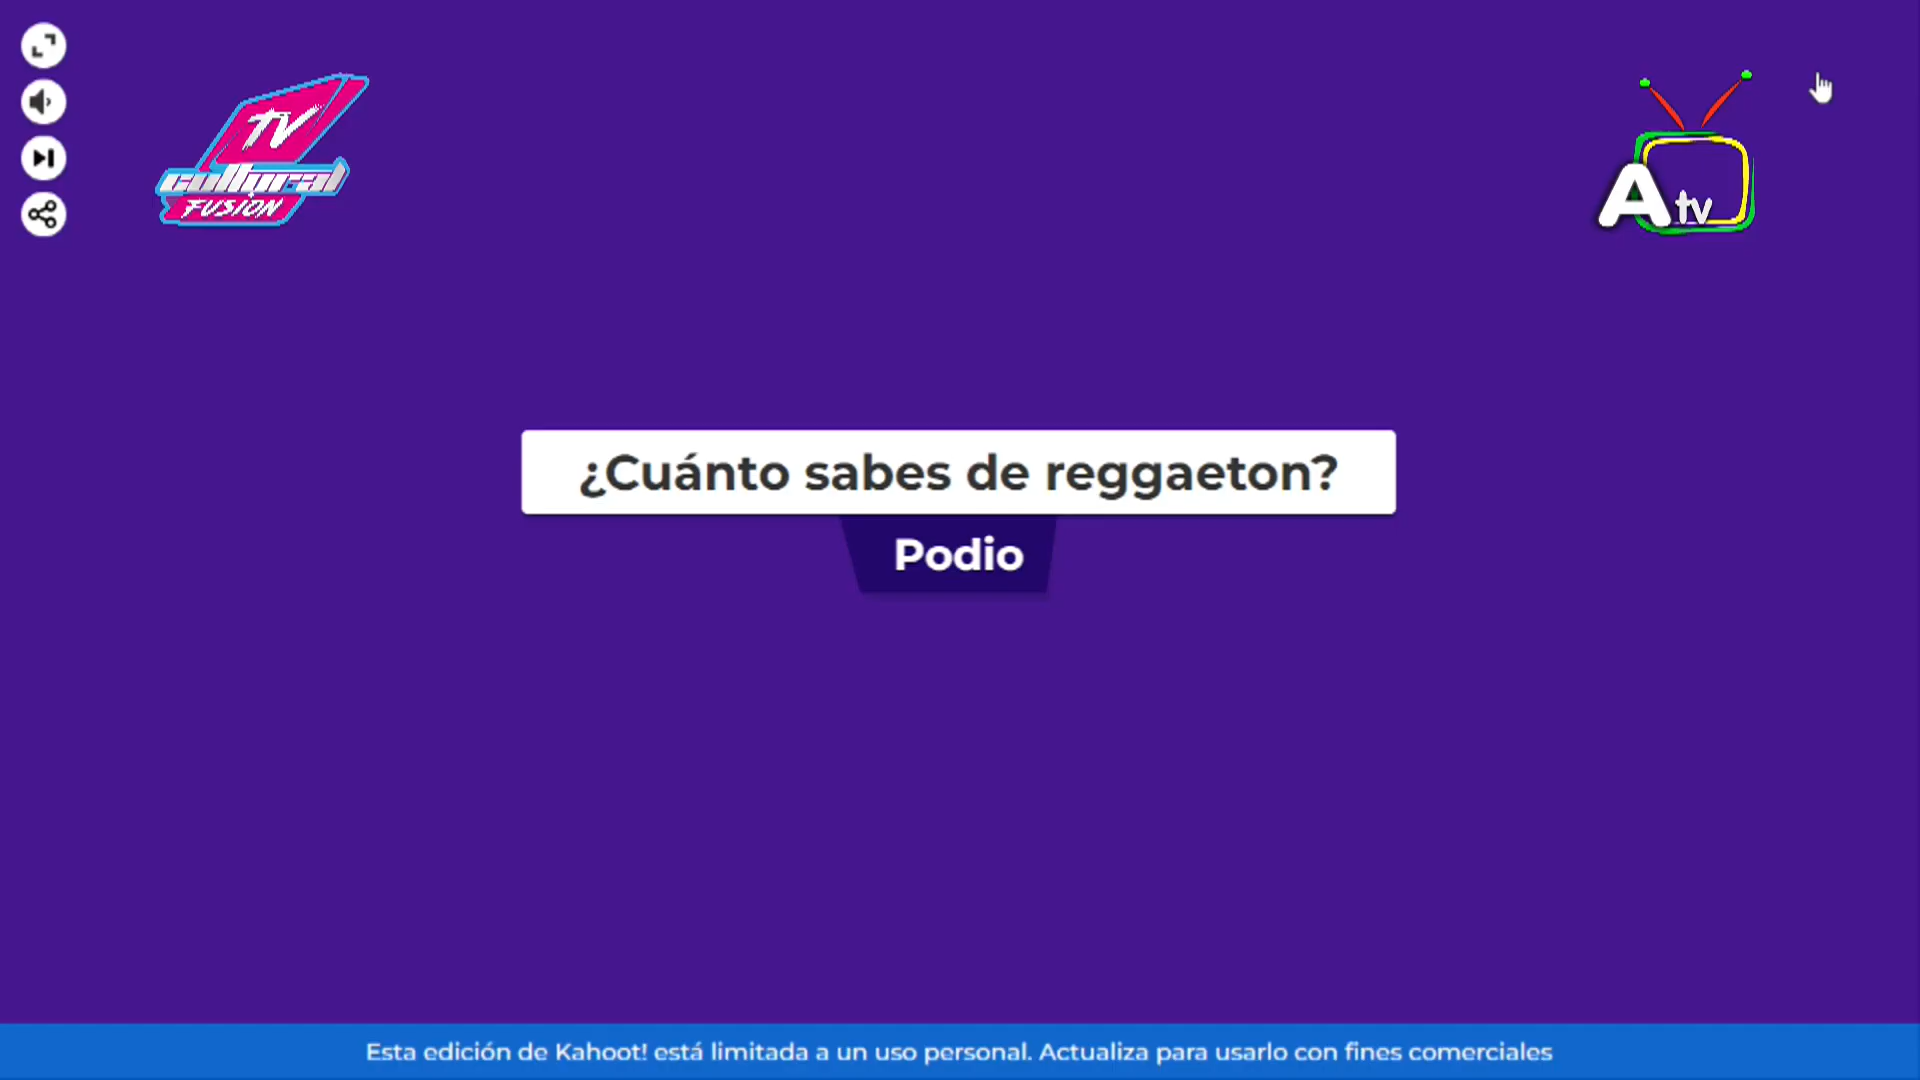 TV
cultural
FUSIÓN
Atv
¿Cuánto sabes de reggaeton?
Podio
Esta edición de Kahoot! está limitada a un uso personal. Actualiza para usarlo con fines comerciales